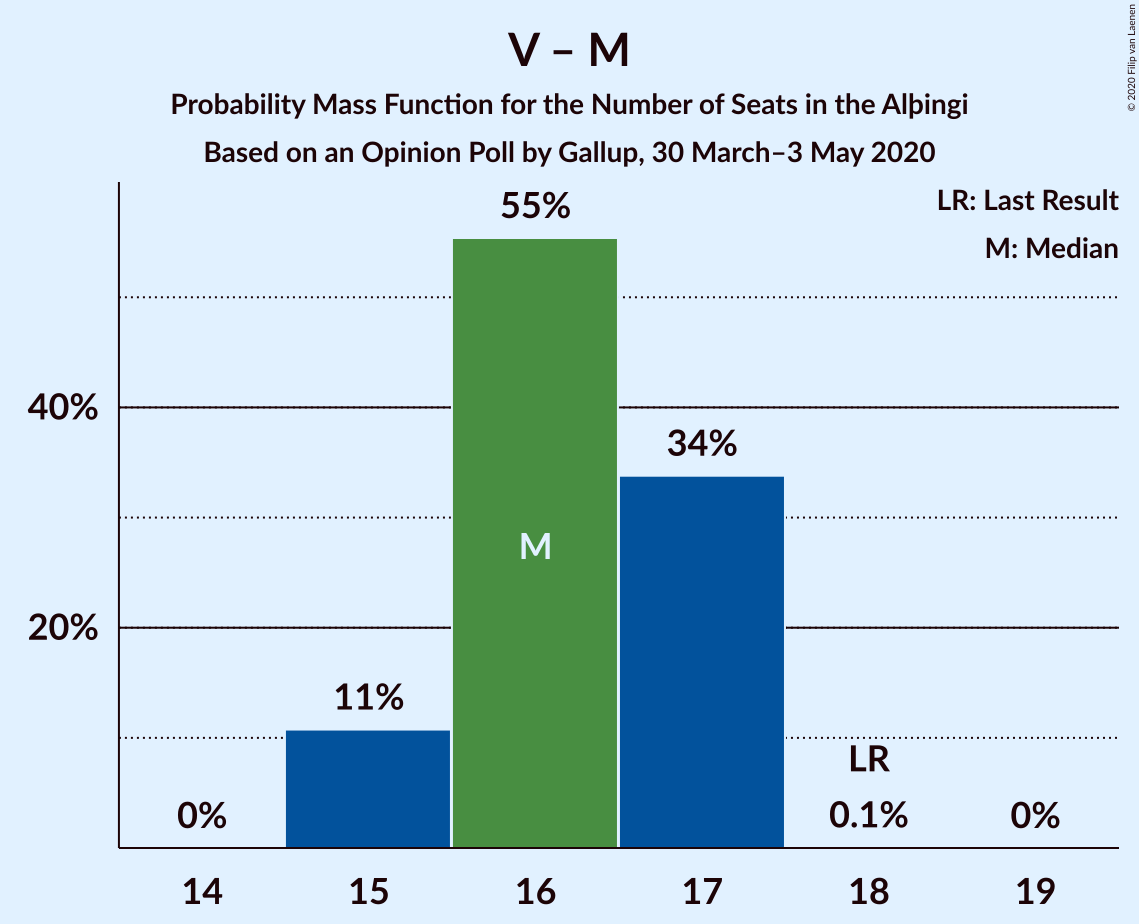 V – M
Probability Mass Function for the Number of Seats in the Alþingi
Based on an Opinion Poll by Gallup, 30 March–3 May 2020
© 2020 Filip van Laenen
LR: Last Result
M: Median
55%
40%
34%
M
20%
11%
LR
0%
0.1%
0%
14 15 16 17 18 19